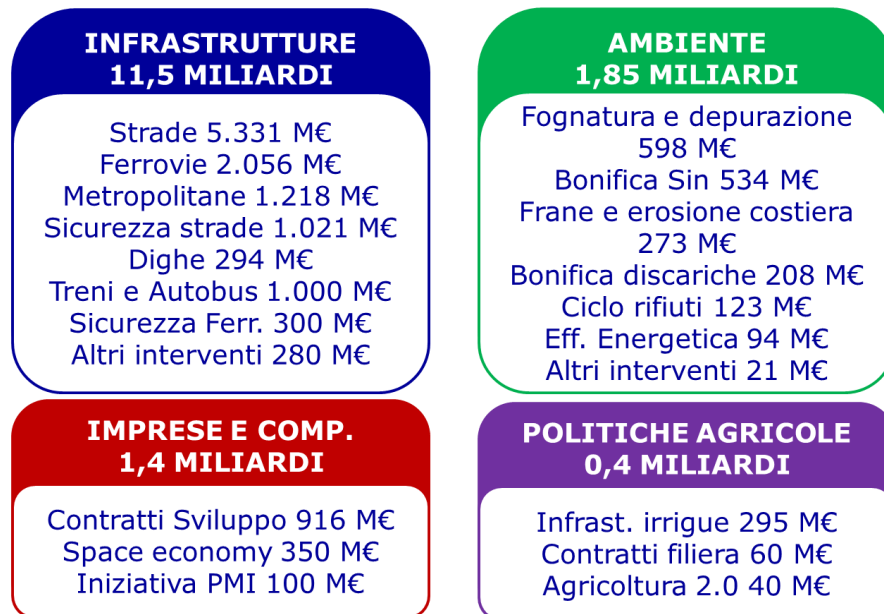 INFRASTRUTTURE
11,5 MILIARDI
Strade 5.331 M€
Ferrovie 2.056 M€
Metropolitane 1.218 M€
Sicurezza strade 1.021 M€
Dighe 294 M€
Treni e Autobus 1.000 M€
Sicurezza Ferr. 300 M€
Altri interventi 280 M€
AMBIENTE
1,85 MILIARDI
Fognatura e depurazione
598 M€
Bonifica Sin 534 M€
Frane e erosione costiera
273 M€
Bonifica discariche 208 M€
Ciclo rifiuti 123 M€
Eff. Energetica 94 M€
Altri interventi 21 M€
IMPRESE E COMP.
1,4 MILIARDI
Contratti Sviluppo 916 M€
Space economy 350 M€
Iniziativa PMI 100 M€
POLITICHE AGRICOLE
0,4 MILIARDI
Infrast. irrigue 295 M€
Contratti filiera 60 M€
Agricoltura 2.0 40 M€